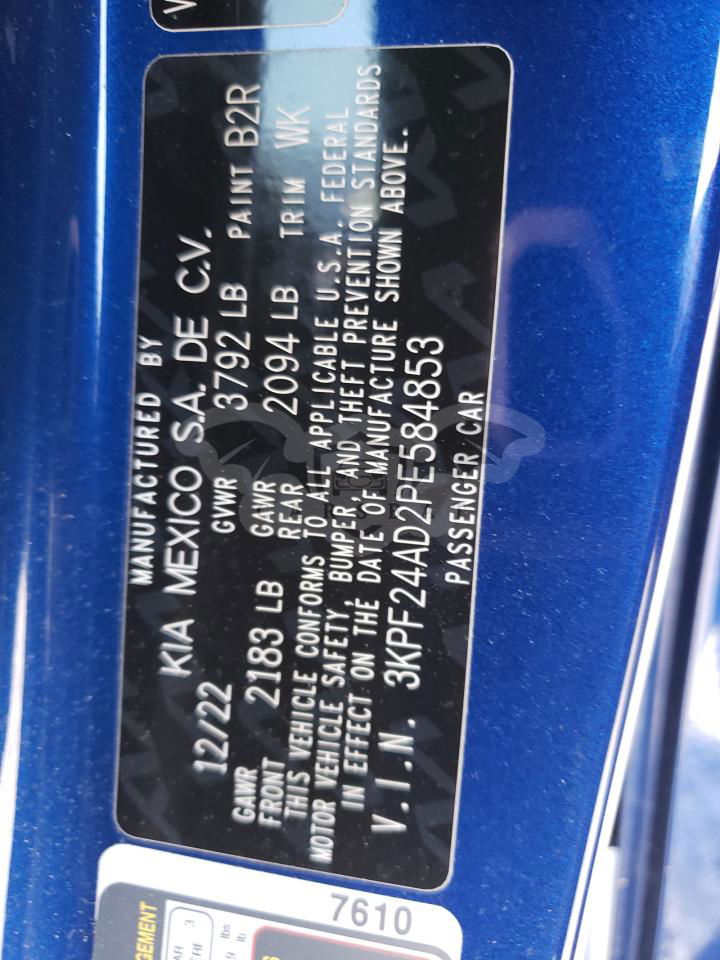 MANUFACTURED BY
KIA MEXICO S.A. DE C.V.
12/22 GVWR 3792 LB PAINT B2R
GAWR FRONT 2183 LB GAWR REAR 2094 LB TRIM WK
THIS VEHICLE CONFORMS TO ALL APPLICABLE U.S.A. FEDERAL
MOTOR VEHICLE SAFETY, BUMPER, AND THEFT PREVENTION STANDARDS
IN EFFECT ON THE DATE OF MANUFACTURE SHOWN ABOVE.
V.I.N. 3KPF24AD2PE584853
PASSENGER CAR
7610